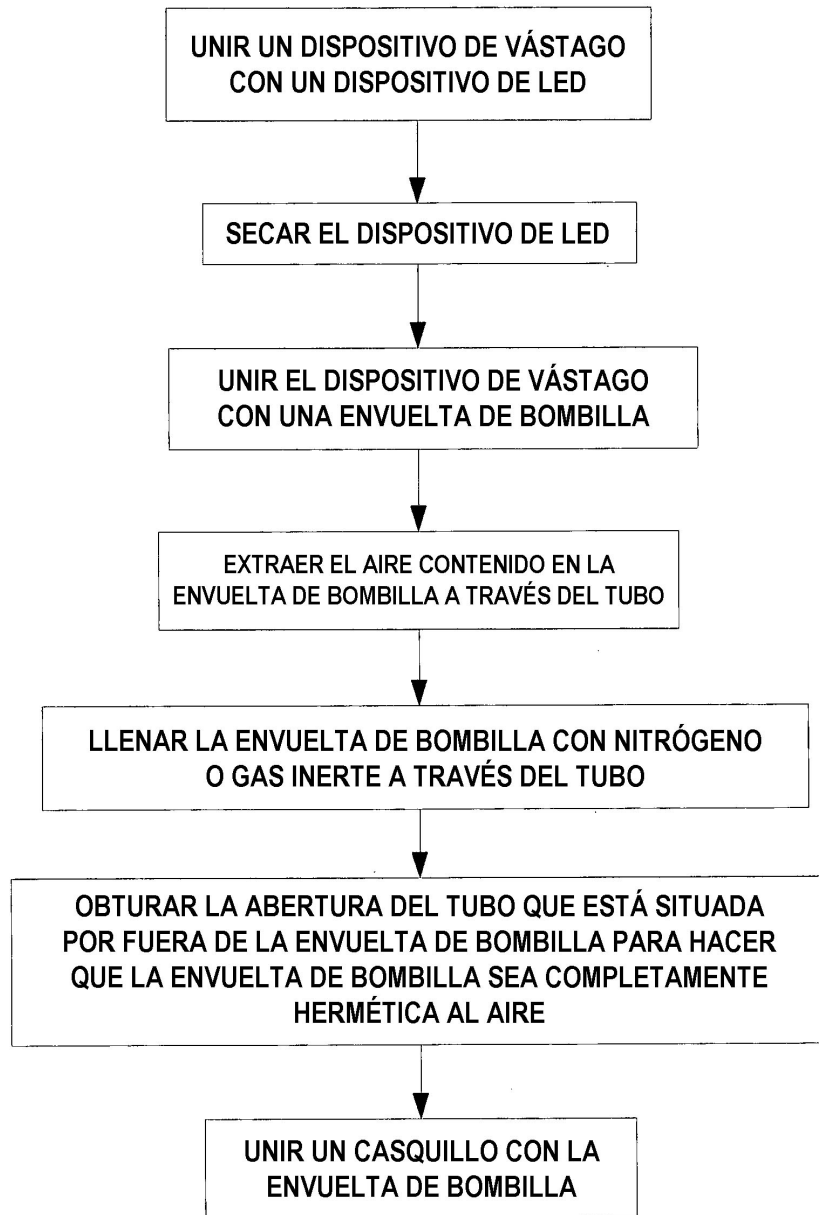 UNIR UN DISPOSITIVO DE VÁSTAGO
CON UN DISPOSITIVO DE LED
SECAR EL DISPOSITIVO DE LED
UNIR EL DISPOSITIVO DE VÁSTAGO
CON UNA ENVUELTA DE BOMBILLA
EXTRAER EL AIRE CONTENIDO EN LA
ENVUELTA DE BOMBILLA A TRAVÉS DEL TUBO
LLENAR LA ENVUELTA DE BOMBILLA CON NITRÓGENO
O GAS INERTE A TRAVÉS DEL TUBO
OBTURAR LA ABERTURA DEL TUBO QUE ESTÁ SITUADA
POR FUERA DE LA ENVUELTA DE BOMBILLA PARA HACER
QUE LA ENVUELTA DE BOMBILLA SEA COMPLETAMENTE
HERMÉTICA AL AIRE
UNIR UN CASQUILLO CON LA
ENVUELTA DE BOMBILLA